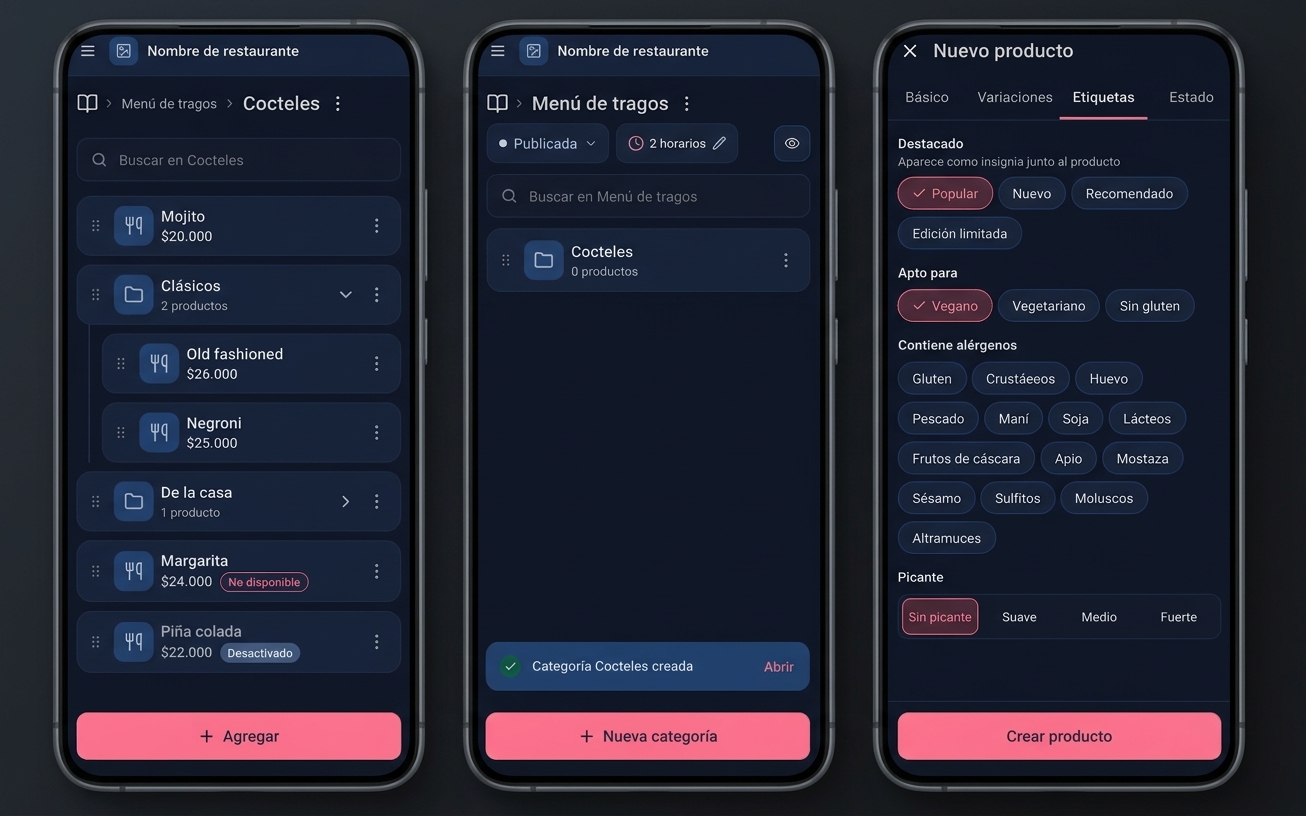 Nombre de restaurante
Menú de tragos > Cocteles
Buscar en Cocteles
Mojito
$20.000
Clásicos
2 productos
Old fashioned
$26.000
Negroni
$25.000
De la casa
1 producto
Margarita
$24.000 Ne disponible
Piña colada
$22.000 Desactivado
+ Agregar
Nombre de restaurante
> Menú de tragos
Publicada 2 horarios
Buscar en Menú de tragos
Cocteles
0 productos
Categoría Cocteles creada Abrir
+ Nueva categoría
Nuevo producto
Básico Variaciones Etiquetas Estado
Destacado
Aparece como insignia junto al producto
Popular Nuevo Recomendado
Edición limitada
Apto para
Vegano Vegetariano Sin gluten
Contiene alérgenos
Gluten Crustáeeos Huevo
Pescado Maní Soja Lácteos
Frutos de cáscara Apio Mostaza
Sésamo Sulfitos Moluscos
Altramuces
Picante
Sin picante Suave Medio Fuerte
Crear producto